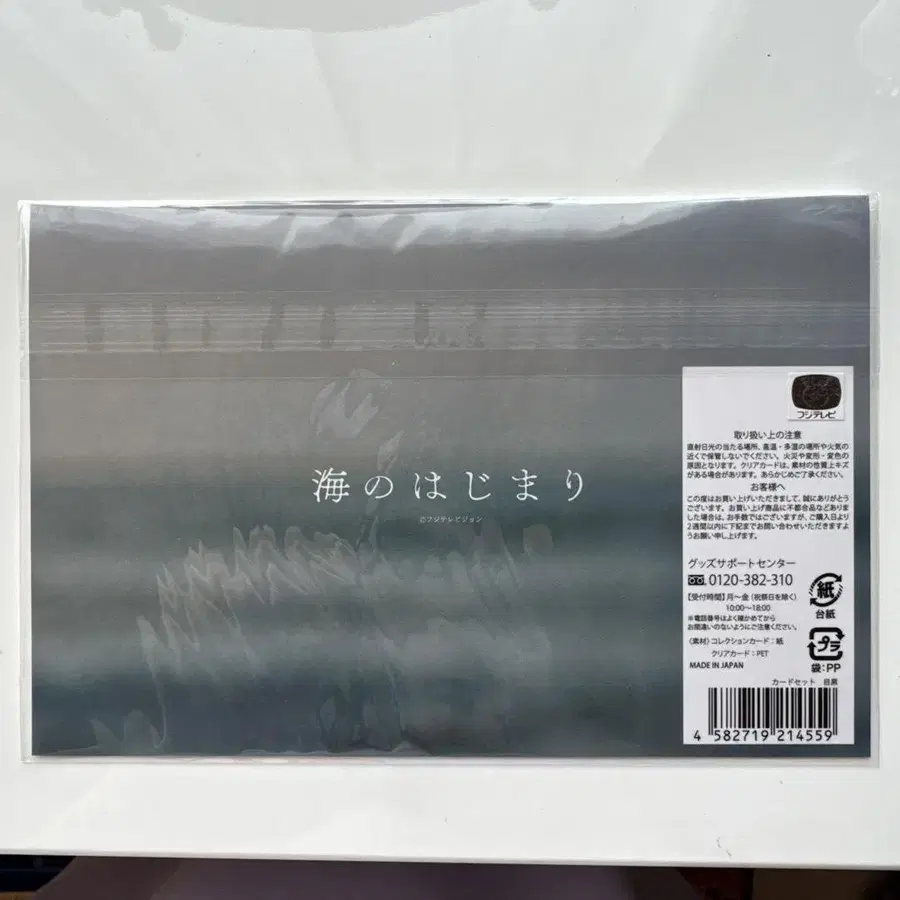 海のはじまり
©フジテレビジョン
フジテレビ
取り扱い上の注意
直射日光の当たる場所、高温・多湿の場所や火気の
近くで保管しないでください。火災や変形・変色の
原因となります。クリアカードは、素材の性質上キズ
がある場合があります。あらかじめご了承ください。
お客様へ
この度はお買い上げいただきまして、誠にありがとう
ございます。お買い上げ商品に不都合品などありま
した場合は、お手数ではございますが、ご購入日より
2週間以内に下記までお問い合わせいただきますよ
うお願い申し上げます。
グッズサポートセンター
0120-382-310
【受付時間】月〜金(祝祭日を除く)
10:00〜18:00
※電話番号はよく確かめてから
お間違いのないようにご注意ください。
〈素材〉コレクションカード:紙
クリアカード:PET
MADE IN JAPAN
紙
台紙
プラ
袋:PP
カードセット 目黒
4 582719 214559